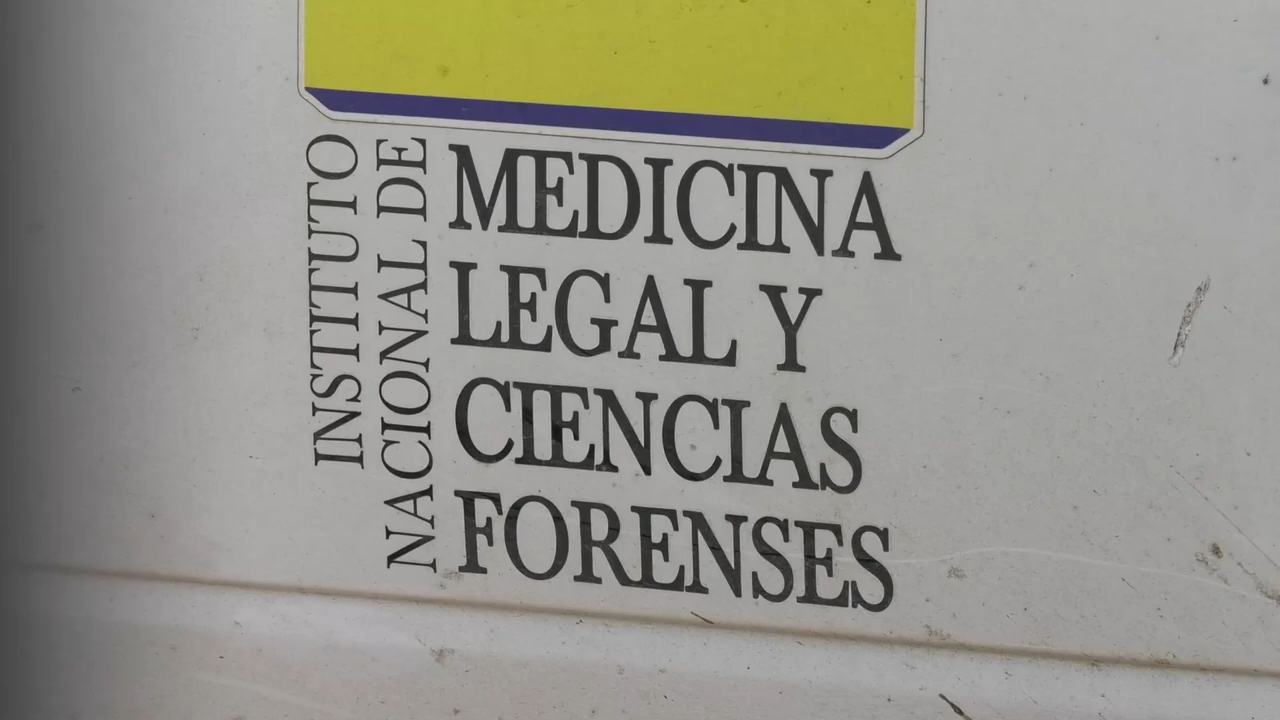 INSTITUTO
NACIONAL DE
MEDICINA
LEGAL Y
CIENCIAS
FORENSES